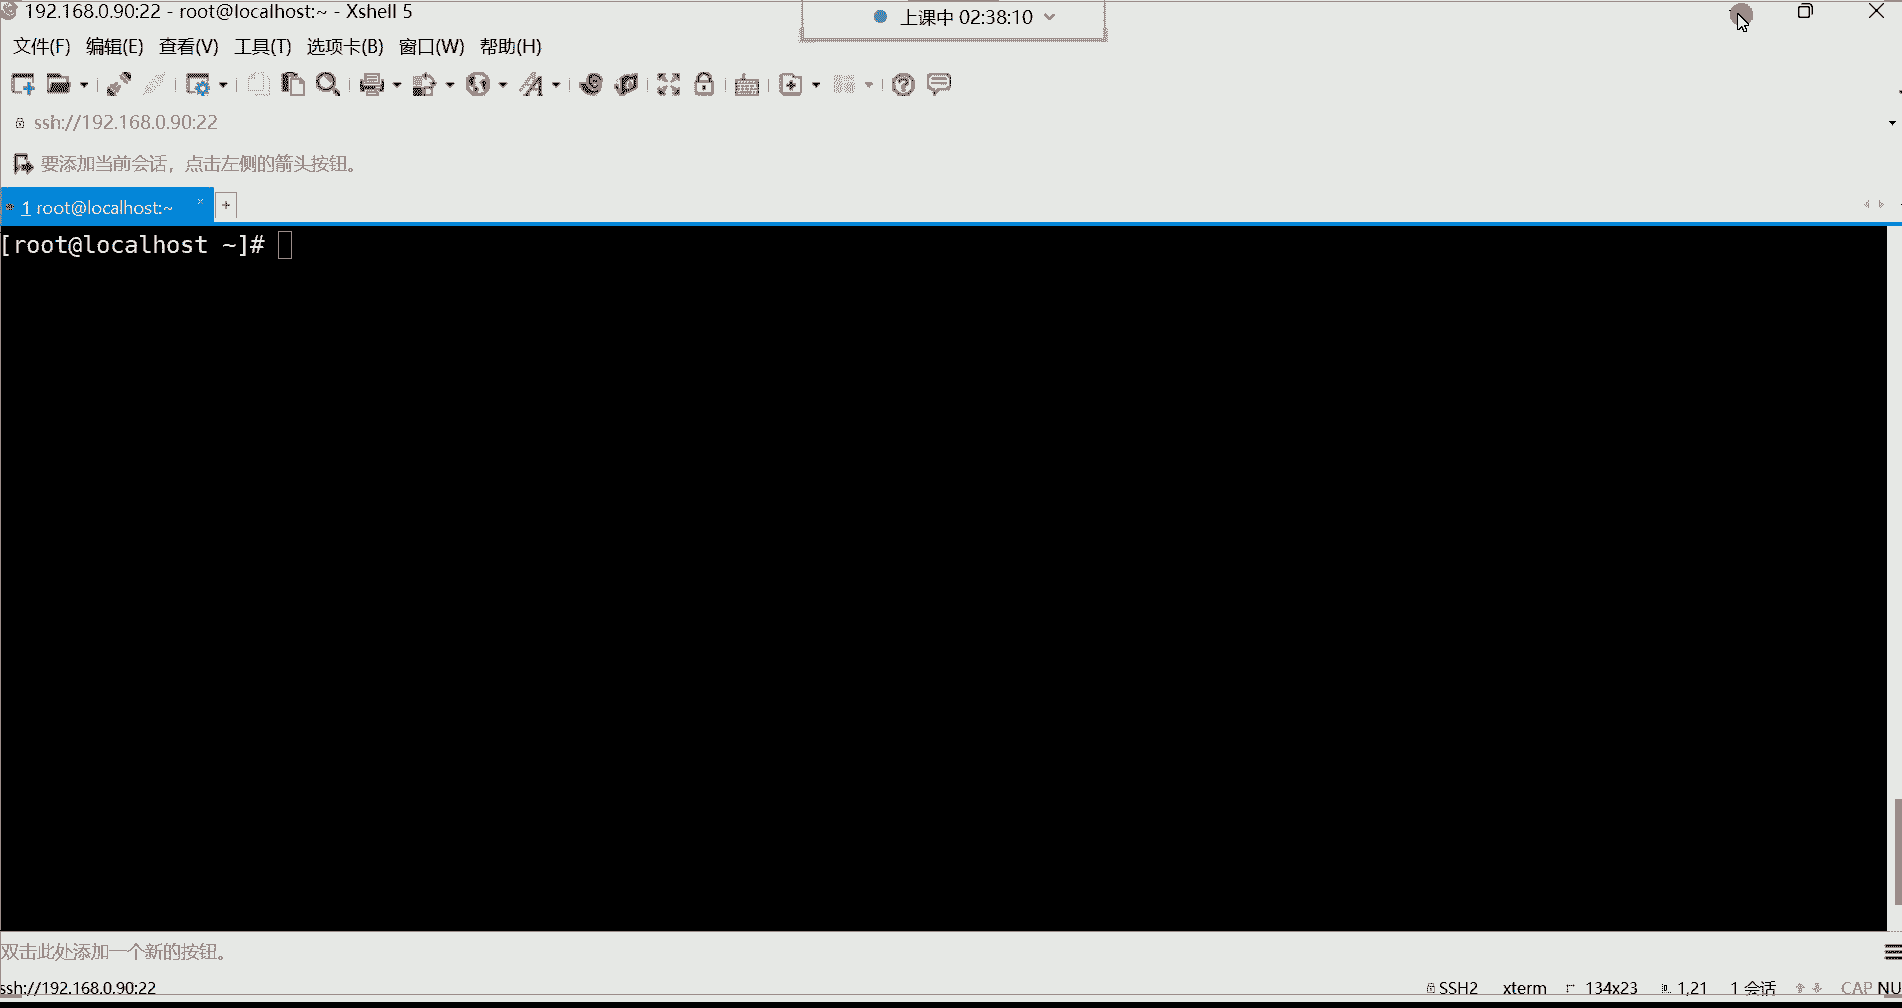 192.168.0.90:22 - root@localhost:~ - Xshell 5
上课中 02:38:10
文件(F) 编辑(E) 查看(V) 工具(T) 选项卡(B) 窗口(W) 帮助(H)
ssh://192.168.0.90:22
要添加当前会话，点击左侧的箭头按钮。
1 root@localhost:~ × +
[root@localhost ~]#
双击此处添加一个新的按钮。
ssh://192.168.0.90:22 SSH2 xterm 134x23 1,21 1 会话 CAP NU